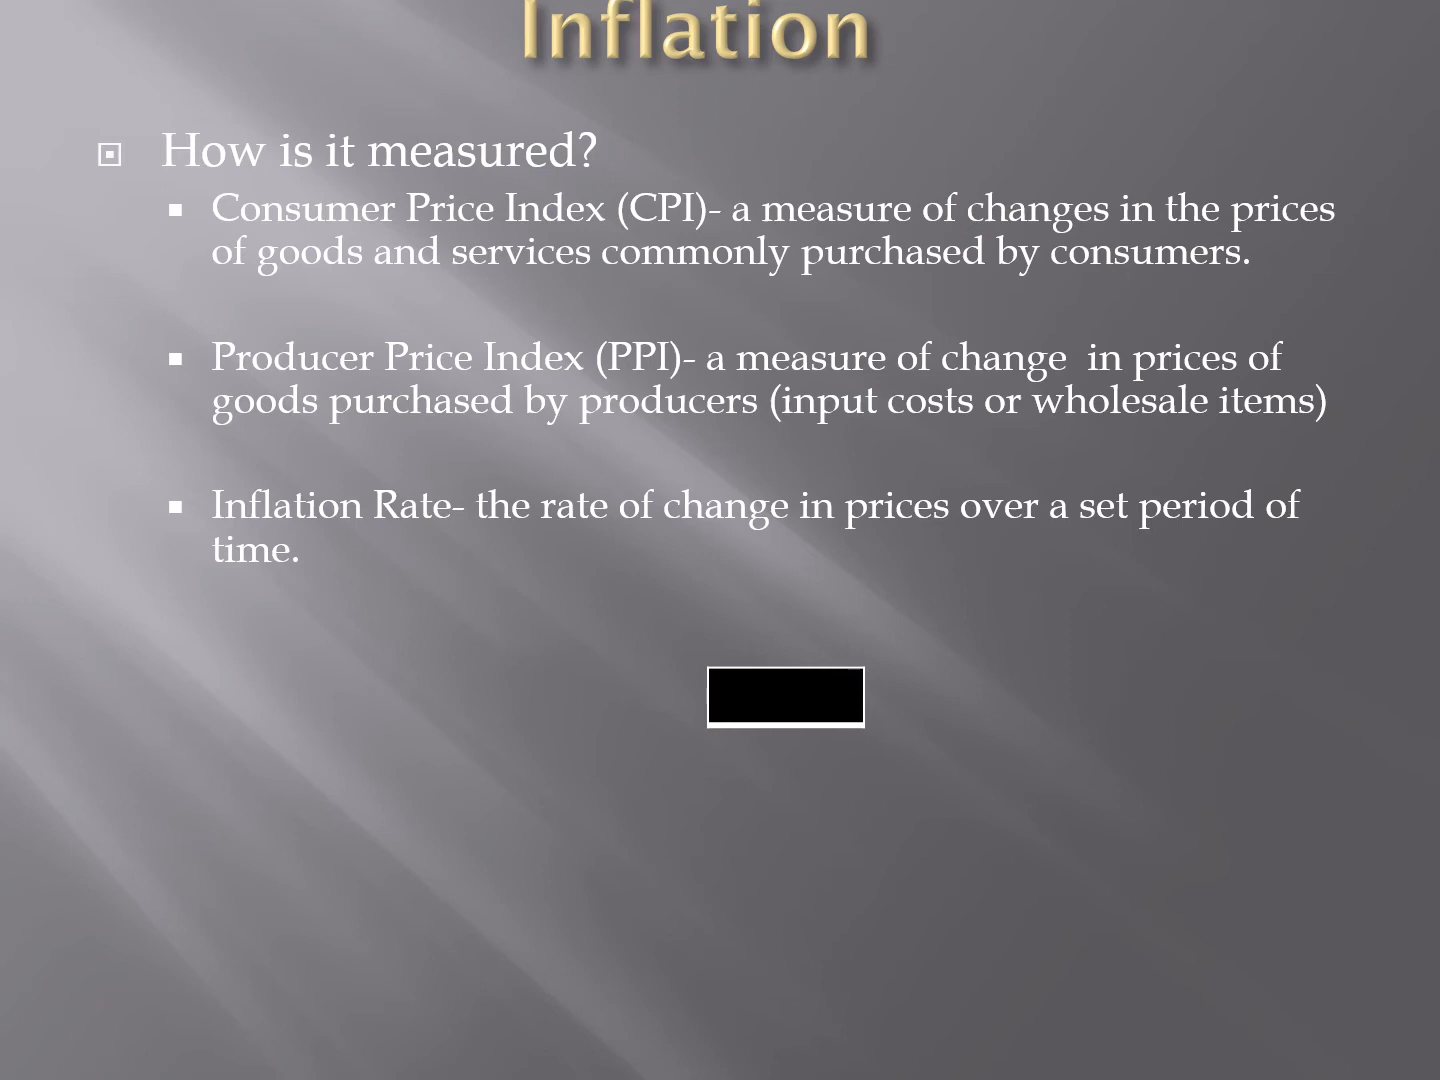 Inflation
How is it measured?
Consumer Price Index (CPI)- a measure of changes in the prices
of goods and services commonly purchased by consumers.
Producer Price Index (PPI)- a measure of change  in prices of
goods purchased by producers (input costs or wholesale items)
Inflation Rate- the rate of change in prices over a set period of
time.